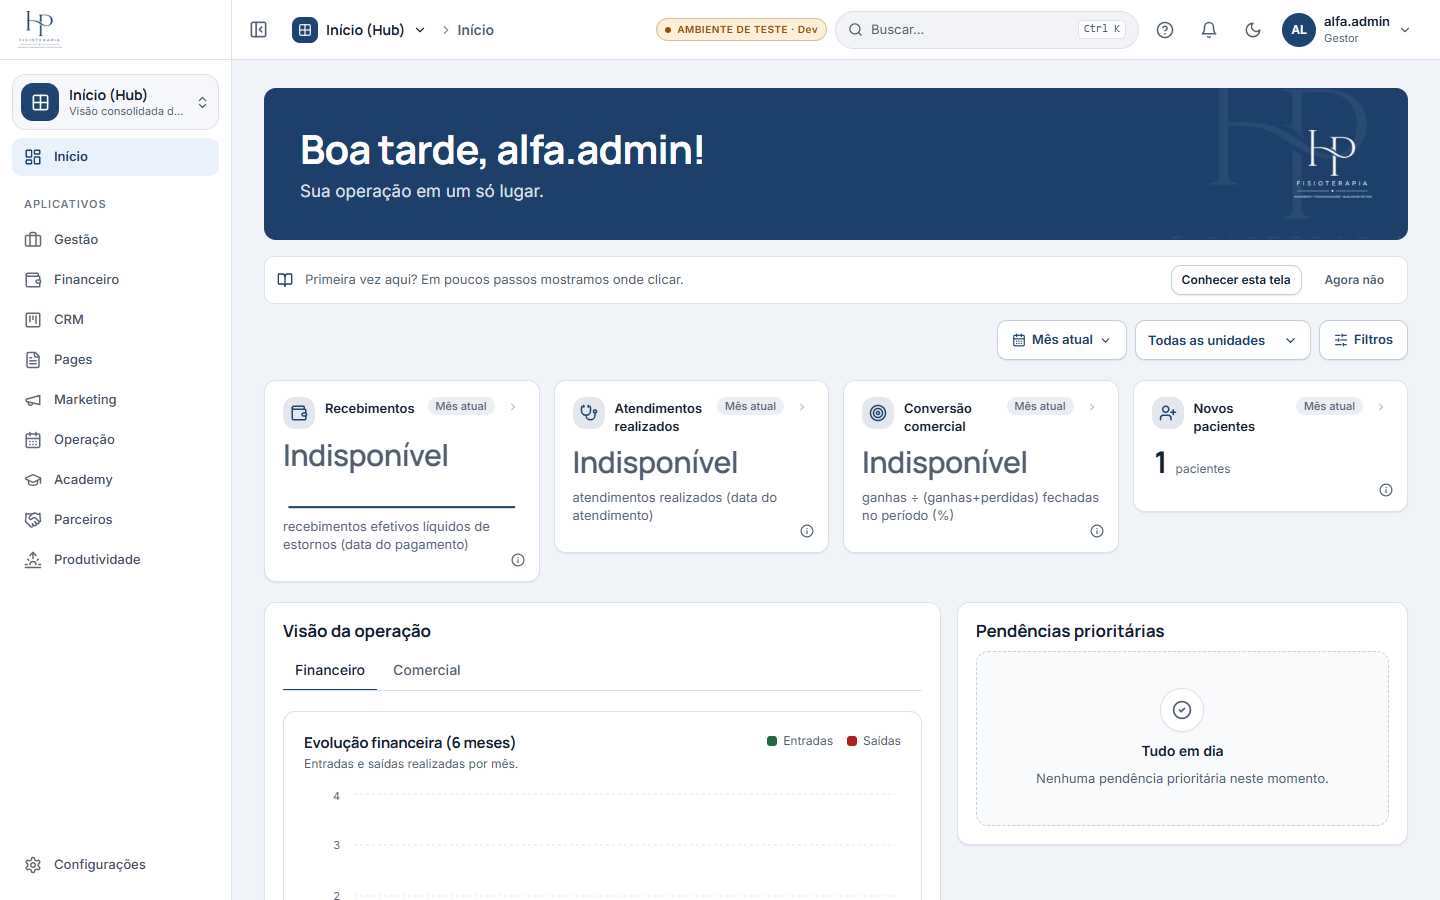 HP
FISIOTERAPIA
Início (Hub)
Início
AMBIENTE DE TESTE · Dev
Buscar...
Ctrl K
AL
alfa.admin
Gestor
Início (Hub)
Visão consolidada d...
Início
APLICATIVOS
Gestão
Financeiro
CRM
Pages
Marketing
Operação
Academy
Parceiros
Produtividade
Configurações
Boa tarde, alfa.admin!
Sua operação em um só lugar.
HP
FISIOTERAPIA
Primeira vez aqui? Em poucos passos mostramos onde clicar.
Conhecer esta tela
Agora não
Mês atual
Todas as unidades
Filtros
Recebimentos
Mês atual
Indisponível
recebimentos efetivos líquidos de
estornos (data do pagamento)
Atendimentos
realizados
Mês atual
Indisponível
atendimentos realizados (data do
atendimento)
Conversão
comercial
Mês atual
Indisponível
ganhas ÷ (ganhas+perdidas) fechadas
no período (%)
Novos
pacientes
Mês atual
1 pacientes
Visão da operação
Financeiro
Comercial
Evolução financeira (6 meses)
Entradas e saídas realizadas por mês.
Entradas
Saídas
4
3
2
Pendências prioritárias
Tudo em dia
Nenhuma pendência prioritária neste momento.